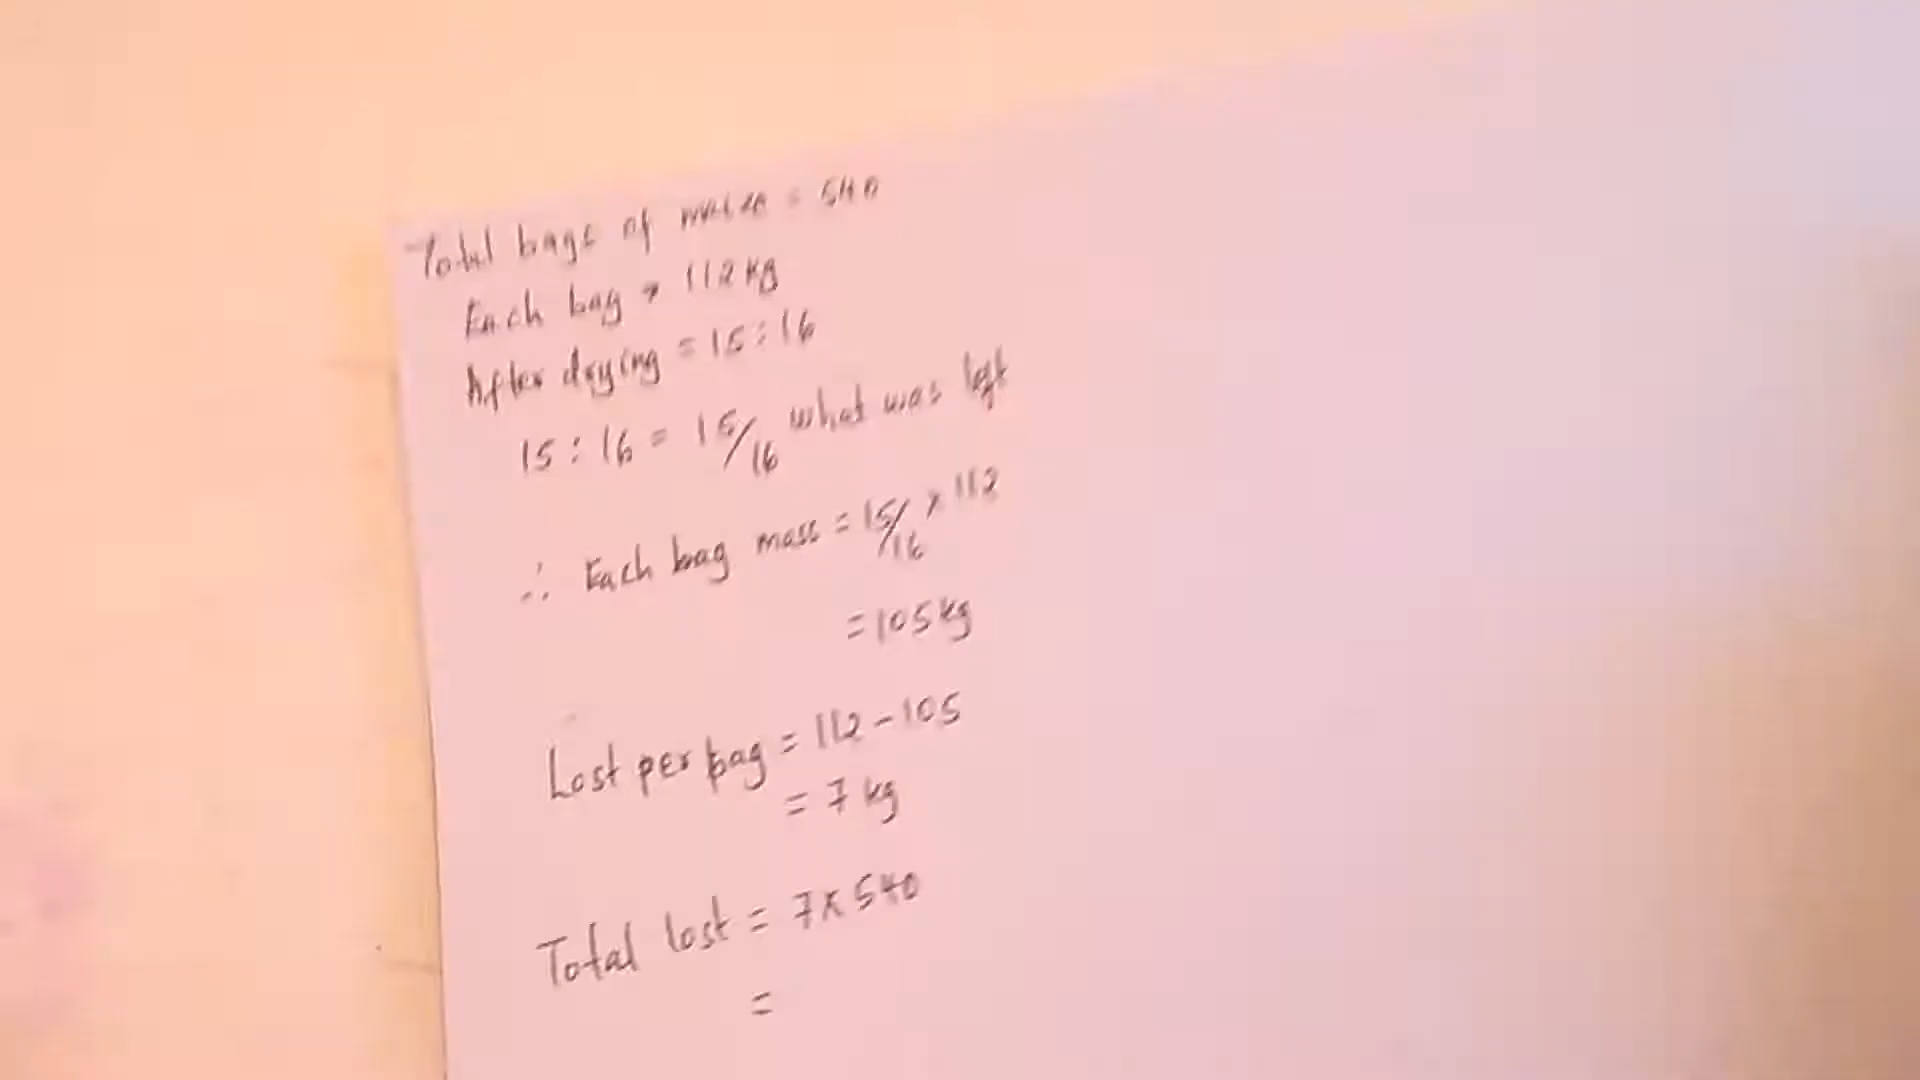 Total bags of maize = 540
Each bag → 112 kg
After drying = 15 : 16
15 : 16 = 15/16 what was left
∴ Each bag mass = 15/16 x 112
= 105 kg
Lost per bag = 112 - 105
= 7 kg
Total lost = 7 x 540
=